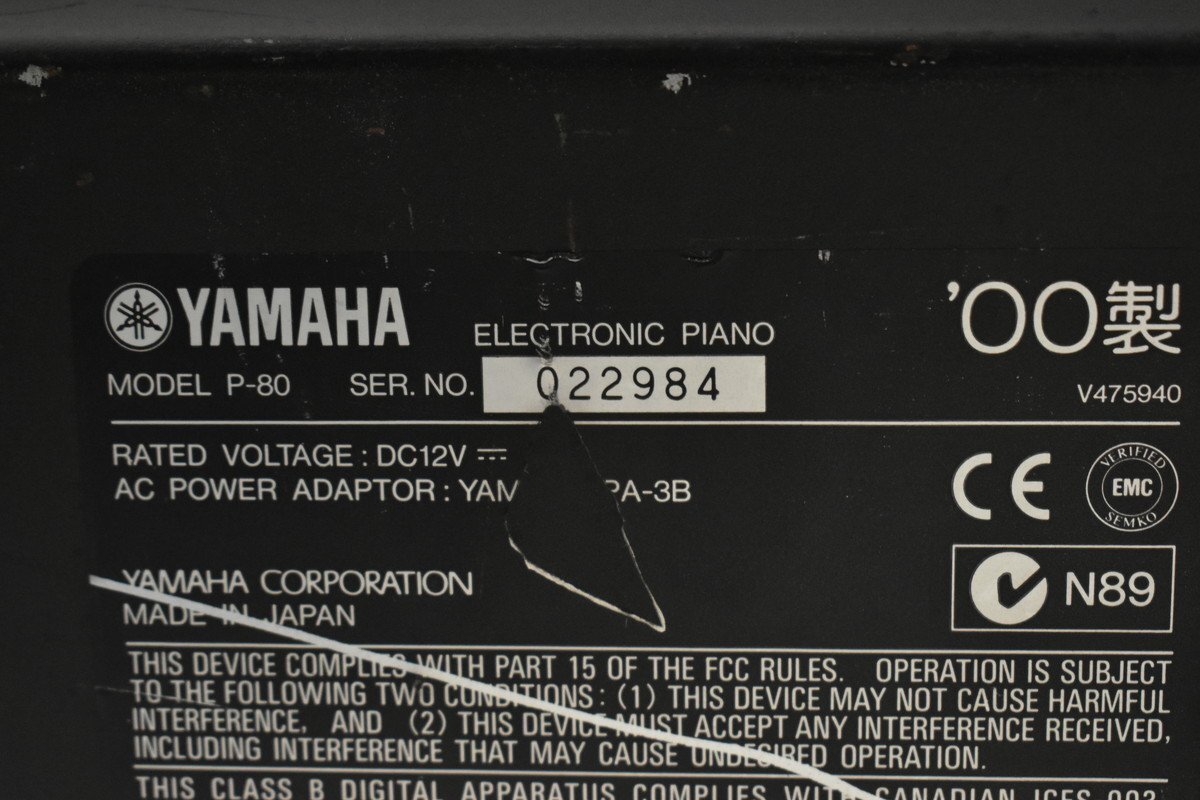 YAMAHA
ELECTRONIC PIANO
'00製
MODEL P-80 SER. NO. 022984
V475940
RATED VOLTAGE : DC12V
AC POWER ADAPTOR : YAM PA-3B
CE
VERIFIED
EMC
SEMKO
N89
YAMAHA CORPORATION
MADE IN JAPAN
THIS DEVICE COMPLIES WITH PART 15 OF THE FCC RULES. OPERATION IS SUBJECT
TO THE FOLLOWING TWO CONDITIONS : (1) THIS DEVICE MAY NOT CAUSE HARMFUL
INTERFERENCE, AND (2) THIS DEVICE MUST ACCEPT ANY INTERFERENCE RECEIVED,
INCLUDING INTERFERENCE THAT MAY CAUSE UNDESIRED OPERATION.
THIS CLASS B DIGITAL APPARATUS COMPLIES WITH CANADIAN ICES-003.